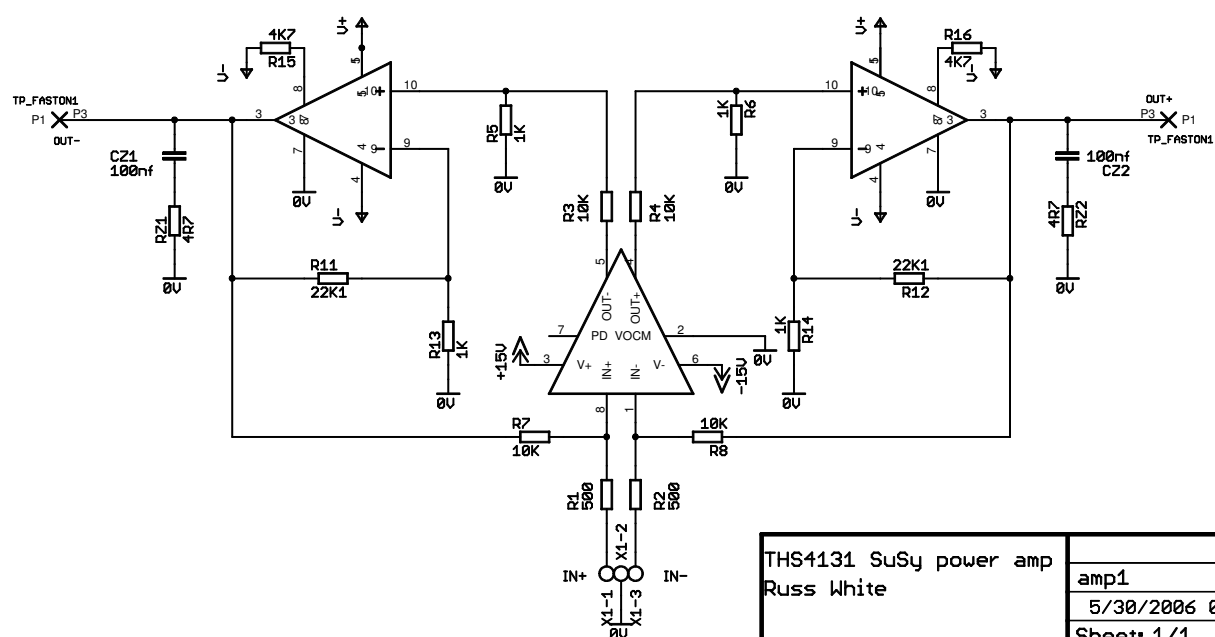 V+
V+
4K7
R15
V-
R16
4K7
V-
5
8
10
3
7
4
9
TP_FASTON1
P1
P3
OUT-
CZ1
100nf
RZ1
4R7
0V
0V
V-
R5
1K
0V
R3
10K
R4
10K
1K
R6
0V
10
9
5
8
3
7
4
0V
V-
OUT+
P3
P1
TP_FASTON1
100nf
CZ2
4R7
RZ2
0V
R11
22K1
R13
1K
0V
22K1
R12
1K
R14
0V
5
4
OUT-
OUT+
7
PD
VOCM
2
0V
+15V
3
V+
IN+
IN-
V-
6
-15V
8
1
R7
10K
10K
R8
R1
500
R2
500
X1-2
IN+
IN-
X1-1
X1-3
0V
THS4131 SuSy power amp
Russ White
amp1
5/30/2006 0
Sheet: 1/1